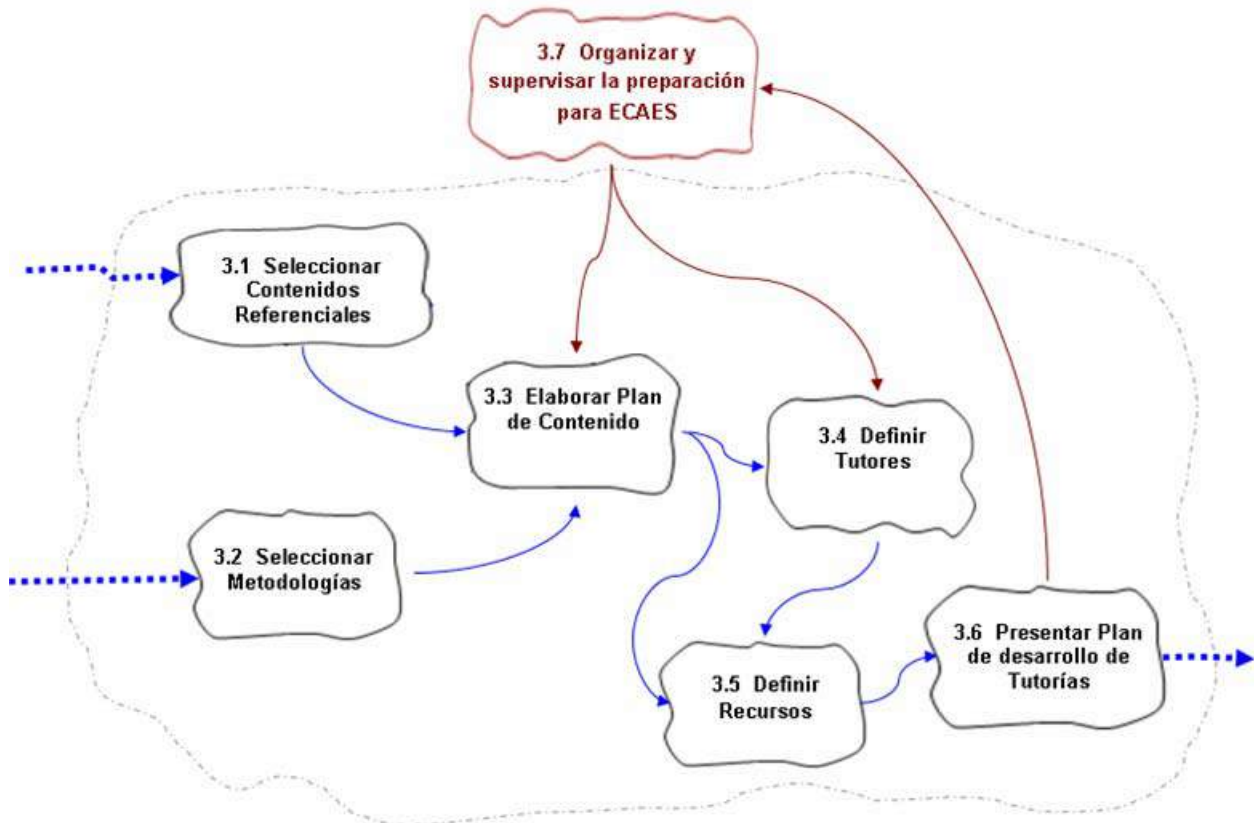 3.7 Organizar y
supervisar la preparación
para ECAES
3.1 Seleccionar
Contenidos
Referenciales
3.3 Elaborar Plan
de Contenido
3.4 Definir
Tutores
3.2 Seleccionar
Metodologías
3.5 Definir
Recursos
3.6 Presentar Plan
de desarrollo de
Tutorías